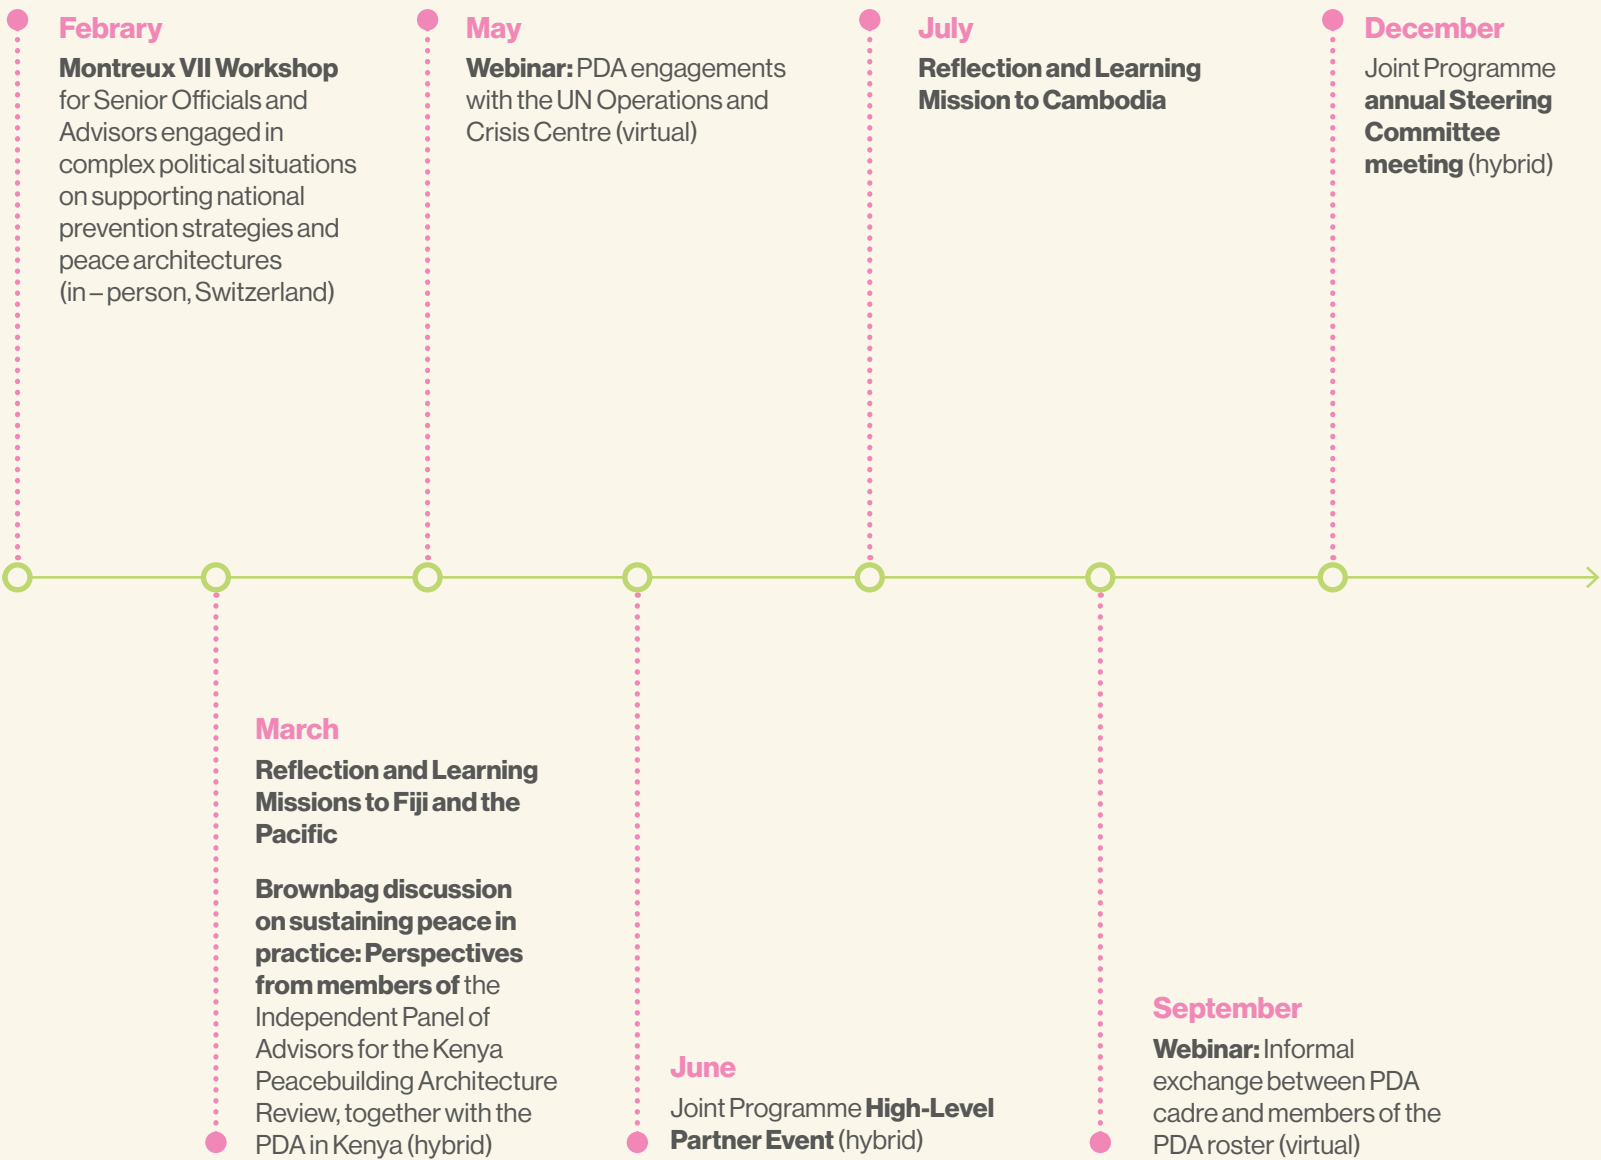 Febrary
Montreux VII Workshop
for Senior Officials and
Advisors engaged in
complex political situations
on supporting national
prevention strategies and
peace architectures
(in – person, Switzerland)
May
Webinar: PDA engagements
with the UN Operations and
Crisis Centre (virtual)
July
Reflection and Learning
Mission to Cambodia
December
Joint Programme
annual Steering
Committee
meeting (hybrid)
March
Reflection and Learning
Missions to Fiji and the
Pacific
Brownbag discussion
on sustaining peace in
practice: Perspectives
from members of the
Independent Panel of
Advisors for the Kenya
Peacebuilding Architecture
Review, together with the
PDA in Kenya (hybrid)
June
Joint Programme High-Level
Partner Event (hybrid)
September
Webinar: Informal
exchange between PDA
cadre and members of the
PDA roster (virtual)